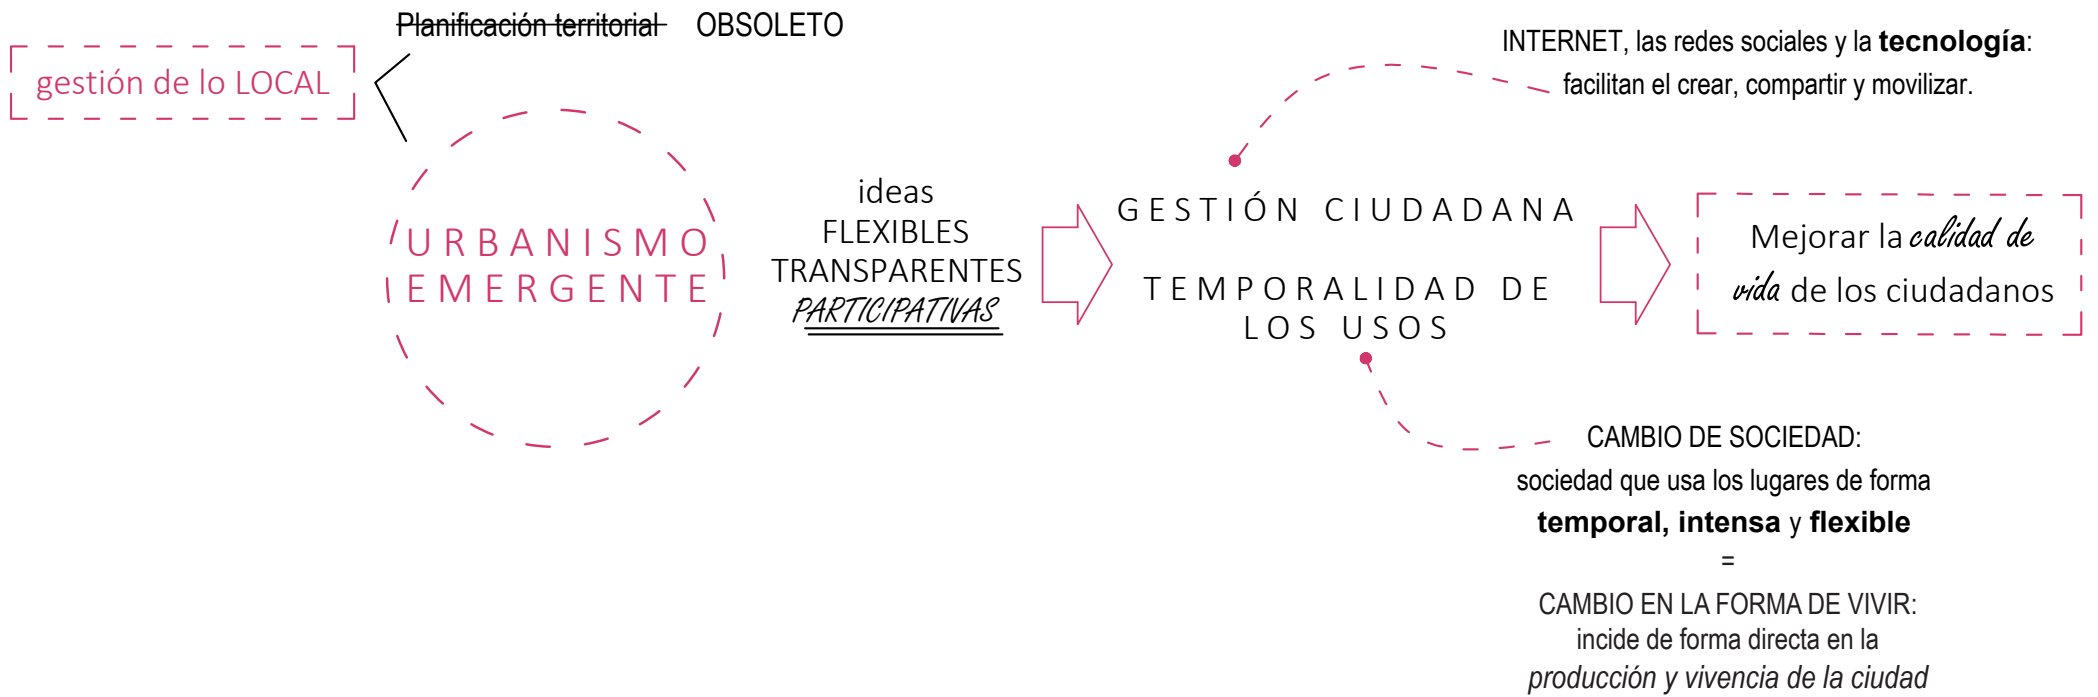 Planificación territorial OBSOLETO
gestión de lo LOCAL
URBANISMO
EMERGENTE
ideas
FLEXIBLES
TRANSPARENTES
PARTICIPATIVAS
INTERNET, las redes sociales y la tecnología:
facilitan el crear, compartir y movilizar.
GESTIÓN CIUDADANA
TEMPORALIDAD DE
LOS USOS
Mejorar la calidad de
vida de los ciudadanos
CAMBIO DE SOCIEDAD:
sociedad que usa los lugares de forma
temporal, intensa y flexible
=
CAMBIO EN LA FORMA DE VIVIR:
incide de forma directa en la
producción y vivencia de la ciudad